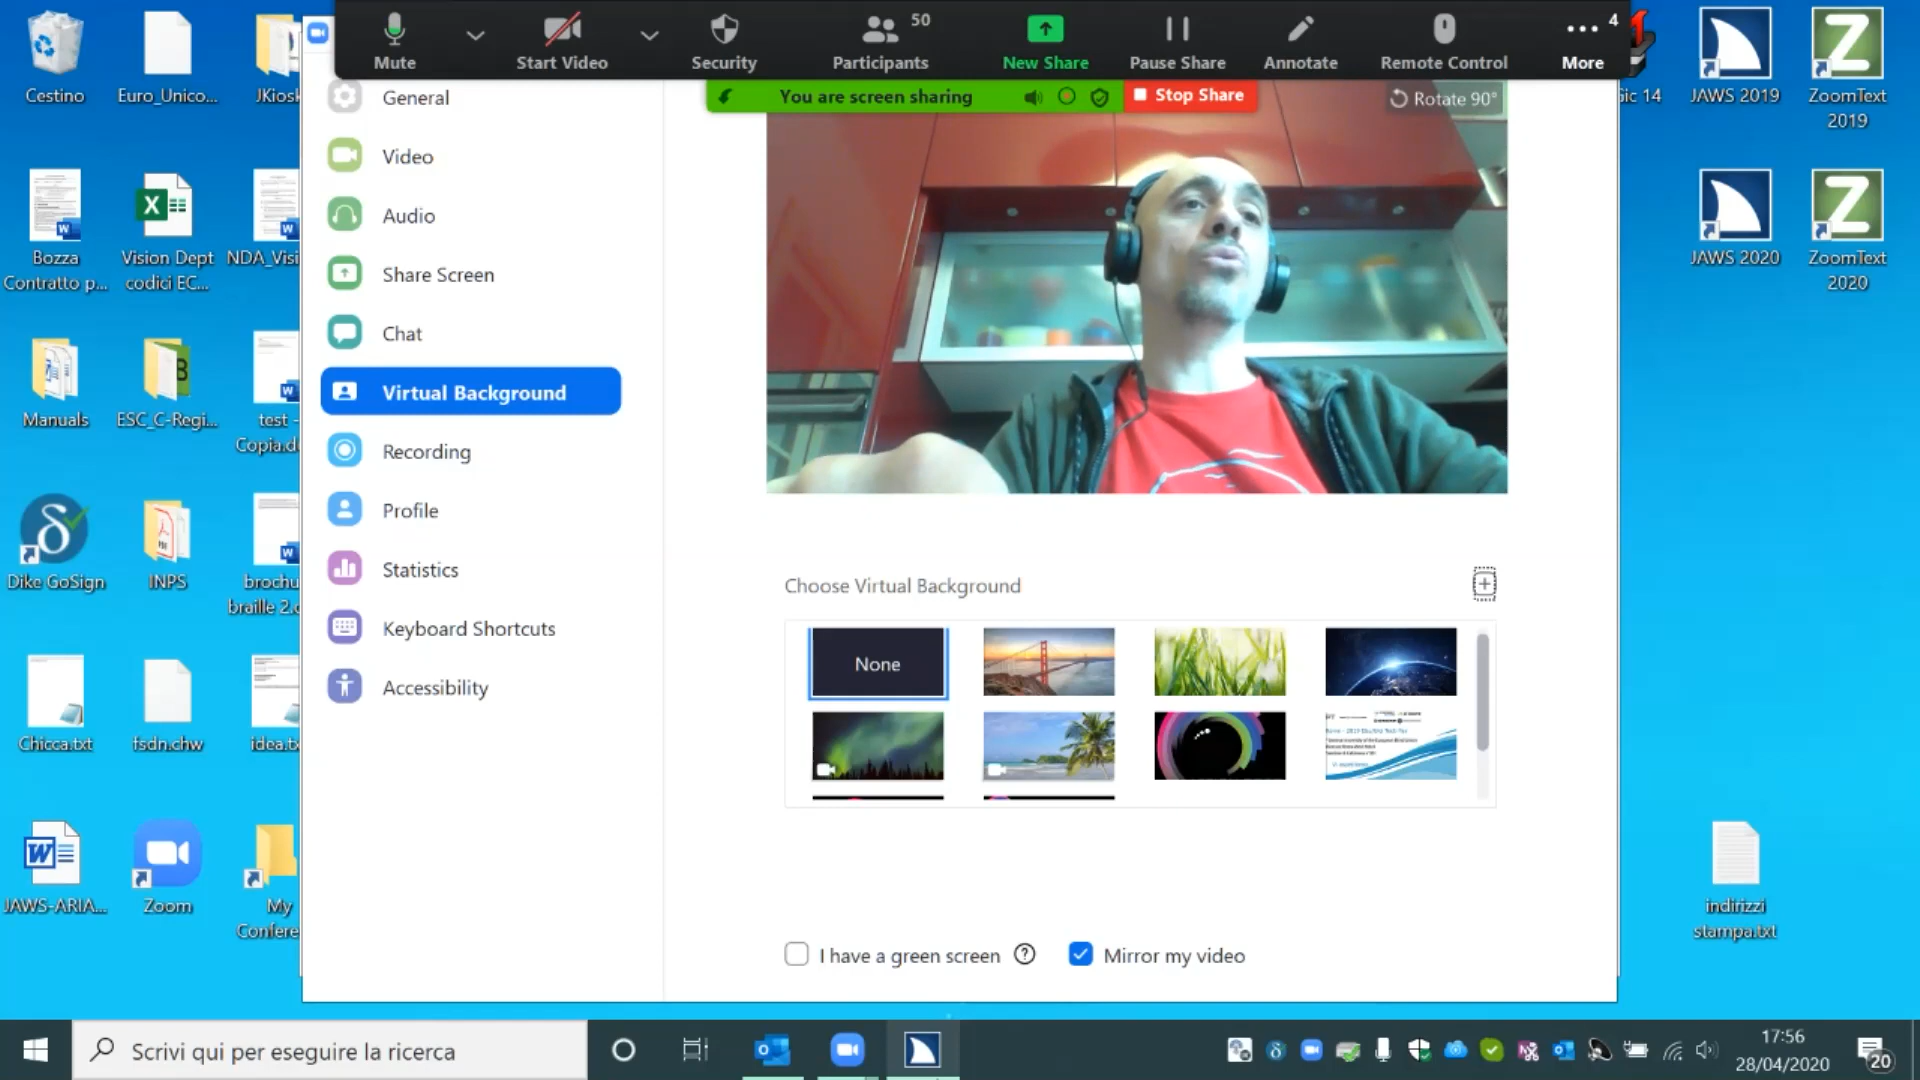 Mute
Start Video
Security
Participants
50
New Share
Pause Share
Annotate
Remote Control
More
4
You are screen sharing
Stop Share
Rotate 90°
General
Video
Audio
Share Screen
Chat
Virtual Background
Recording
Profile
Statistics
Keyboard Shortcuts
Accessibility
Choose Virtual Background
None
I have a green screen
Mirror my video
Cestino
Euro_Unico...
JKiosk
Bozza
Contratto p...
Vision Dept
codici EC...
NDA_Visi
Manuals
ESC_C-Regi...
test -
Copia.d
Dike GoSign
INPS
brochu
braille 2.
Chicca.txt
fsdn.chw
idea.tx
JAWS-ARIA...
Zoom
My
Confere
ic 14
JAWS 2019
ZoomText
2019
JAWS 2020
ZoomText
2020
indirizzi
stampa.txt
Scrivi qui per eseguire la ricerca
17:56
28/04/2020
20